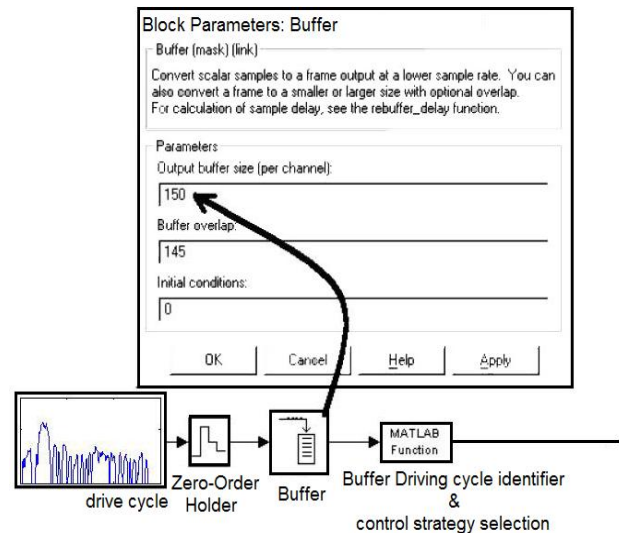 Block Parameters: Buffer
Buffer (mask) (link)
Convert scalar samples to a frame output at a lower sample rate. You can
also convert a frame to a smaller or larger size with optional overlap.
For calculation of sample delay, see the rebuffer_delay function.
Parameters
Output buffer size (per channel):
150
Buffer overlap:
145
Initial conditions:
0
OK
Cancel
Help
Apply
MATLAB
Function
drive cycle
Zero-Order
Holder
Buffer
Buffer Driving cycle identifier
&
control strategy selection